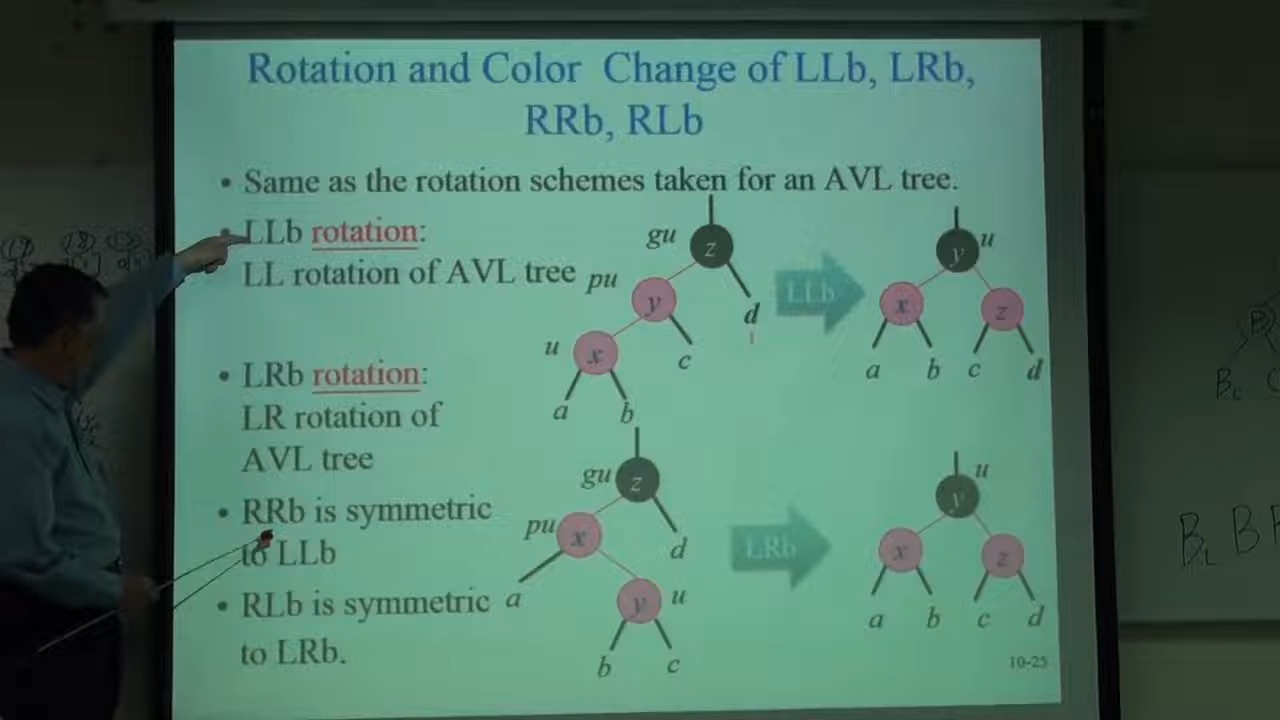 Rotation and Color Change of LLb, LRb,
RRb, RLb
• Same as the rotation schemes taken for an AVL tree.
• LLb rotation:
LL rotation of AVL tree
gu
z
pu
y
u
x
d
c
a
b
LLb
y
u
x
z
a
b
c
d
• LRb rotation:
LR rotation of
AVL tree
• RRb is symmetric
to LLb
• RLb is symmetric
to LRb.
gu
z
pu
x
d
a
y
u
b
c
LRb
u
y
x
z
a
b
c
d
10-25
B
BL
BL B